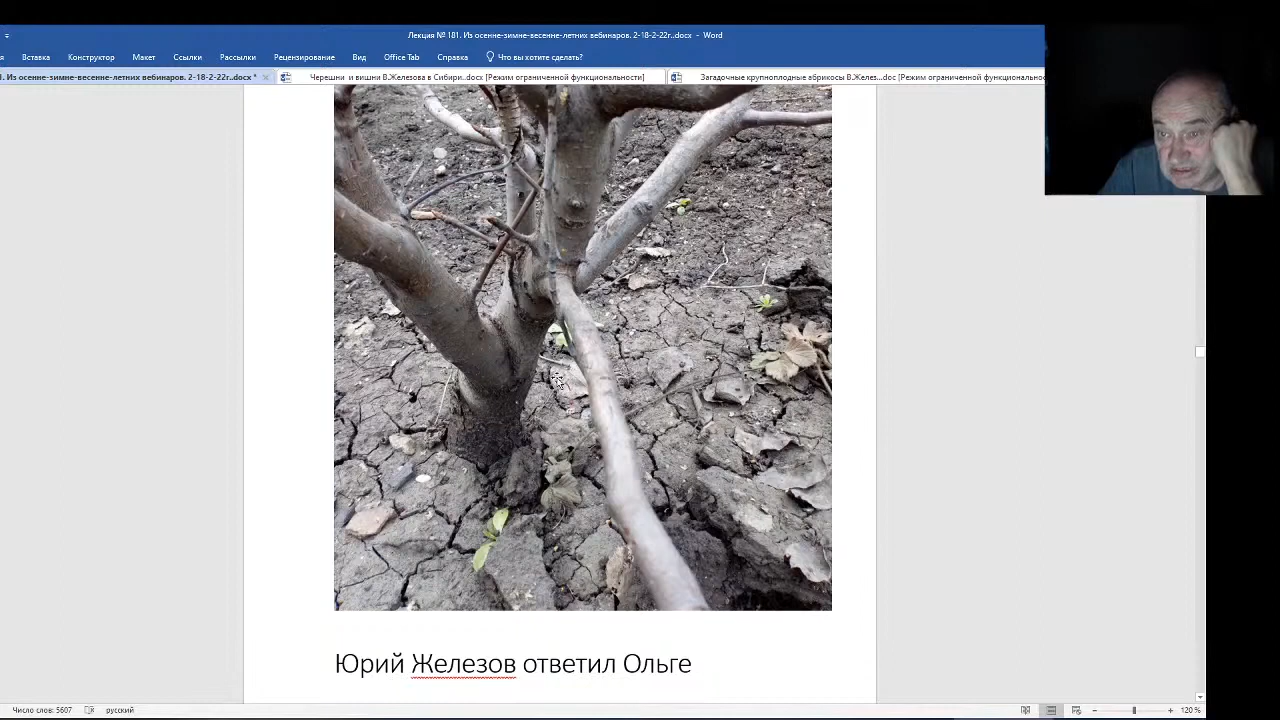 Лекция № 181. Из осенне-зимне-весенне-летних вебинаров. 2-18-2-22г..docx - Word
Вставка Конструктор Макет Ссылки Рассылки Рецензирование Вид Office Tab Справка Что вы хотите сделать?
Из осенне-зимне-весенне-летних вебинаров. 2-18-2-22г..docx * Черешни и вишни В.Железова в Сибири..docx [Режим ограниченной функциональности] Загадочные крупноплодные абрикосы В.Желез...doc [Режим ограниченной функциональнос
Юрий Железов ответил Ольге
Число слов: 5607 русский 120 %